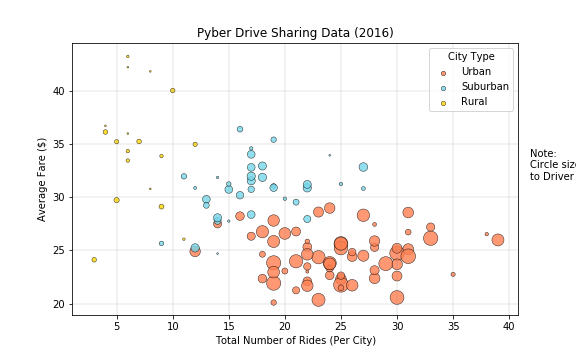 Pyber Drive Sharing Data (2016)
City Type
Urban
Suburban
Rural
Average Fare ($)
40
35
30
25
20
5
10
15
20
25
30
35
40
Total Number of Rides (Per City)
Note:
Circle size
to Driver